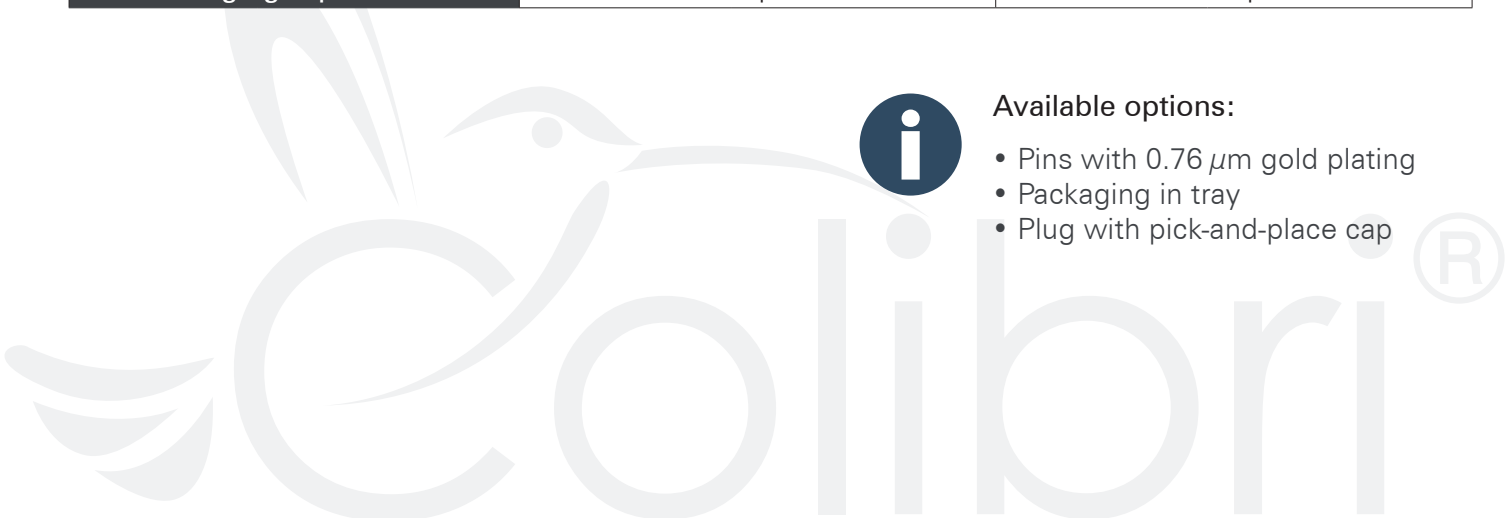 Available options:
• Pins with 0.76 µm gold plating
• Packaging in tray
• Plug with pick-and-place cap
Colibri®